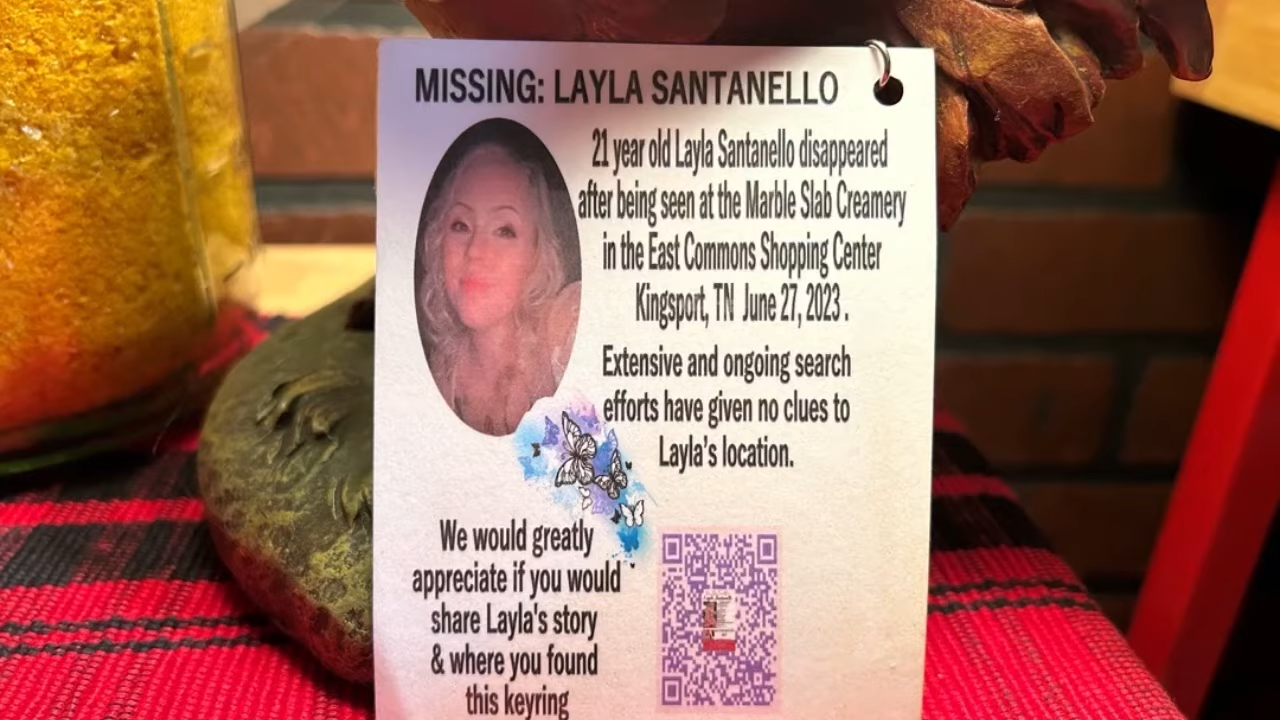 MISSING: LAYLA SANTANELLO
21 year old Layla Santanello disappeared
after being seen at the Marble Slab Creamery
in the East Commons Shopping Center
Kingsport, TN June 27, 2023 .
Extensive and ongoing search
efforts have given no clues to
Layla's location.
We would greatly
appreciate if you would
share Layla's story
& where you found
this keyring